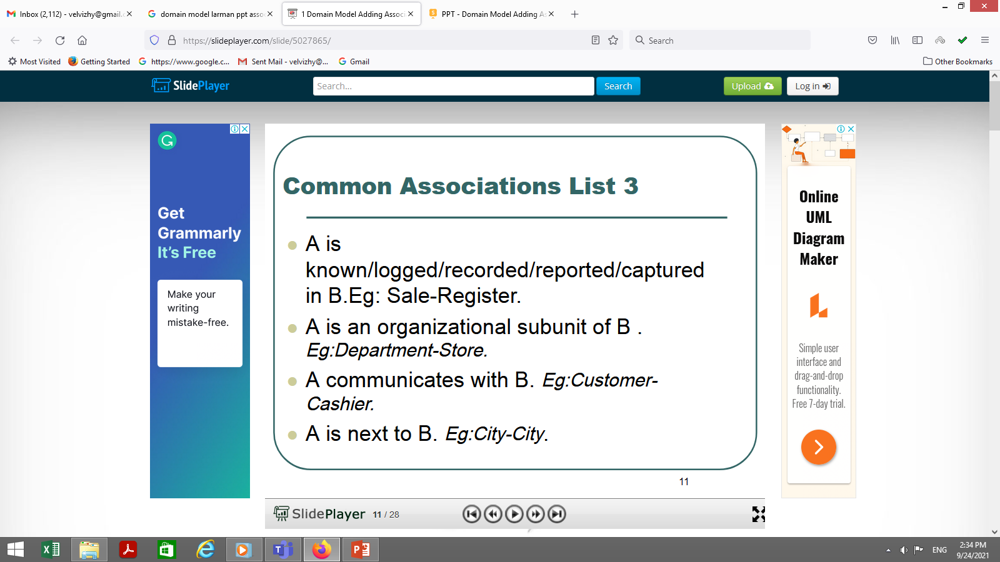 Inbox (2,112) - velvizhy@gmail.c
domain model larman ppt asso
1 Domain Model Adding Associ
PPT - Domain Model Adding A
https://slideplayer.com/slide/5027865/
Search
Most Visited
Getting Started
https://www.google.c...
Sent Mail - velvizhy@...
Gmail
Other Bookmarks
SlidePlayer
Search...
Search
Upload
Log in
Get
Grammarly
It's Free
Make your
writing
mistake-free.
Common Associations List 3
A is
known/logged/recorded/reported/captured
in B.Eg: Sale-Register.
A is an organizational subunit of B .
Eg:Department-Store.
A communicates with B. Eg:Customer-
Cashier.
A is next to B. Eg:City-City.
11
Online
UML
Diagram
Maker
Simple user
interface and
drag-and-drop
functionality.
Free 7-day trial.
SlidePlayer 11 / 28
ENG
2:34 PM
9/24/2021